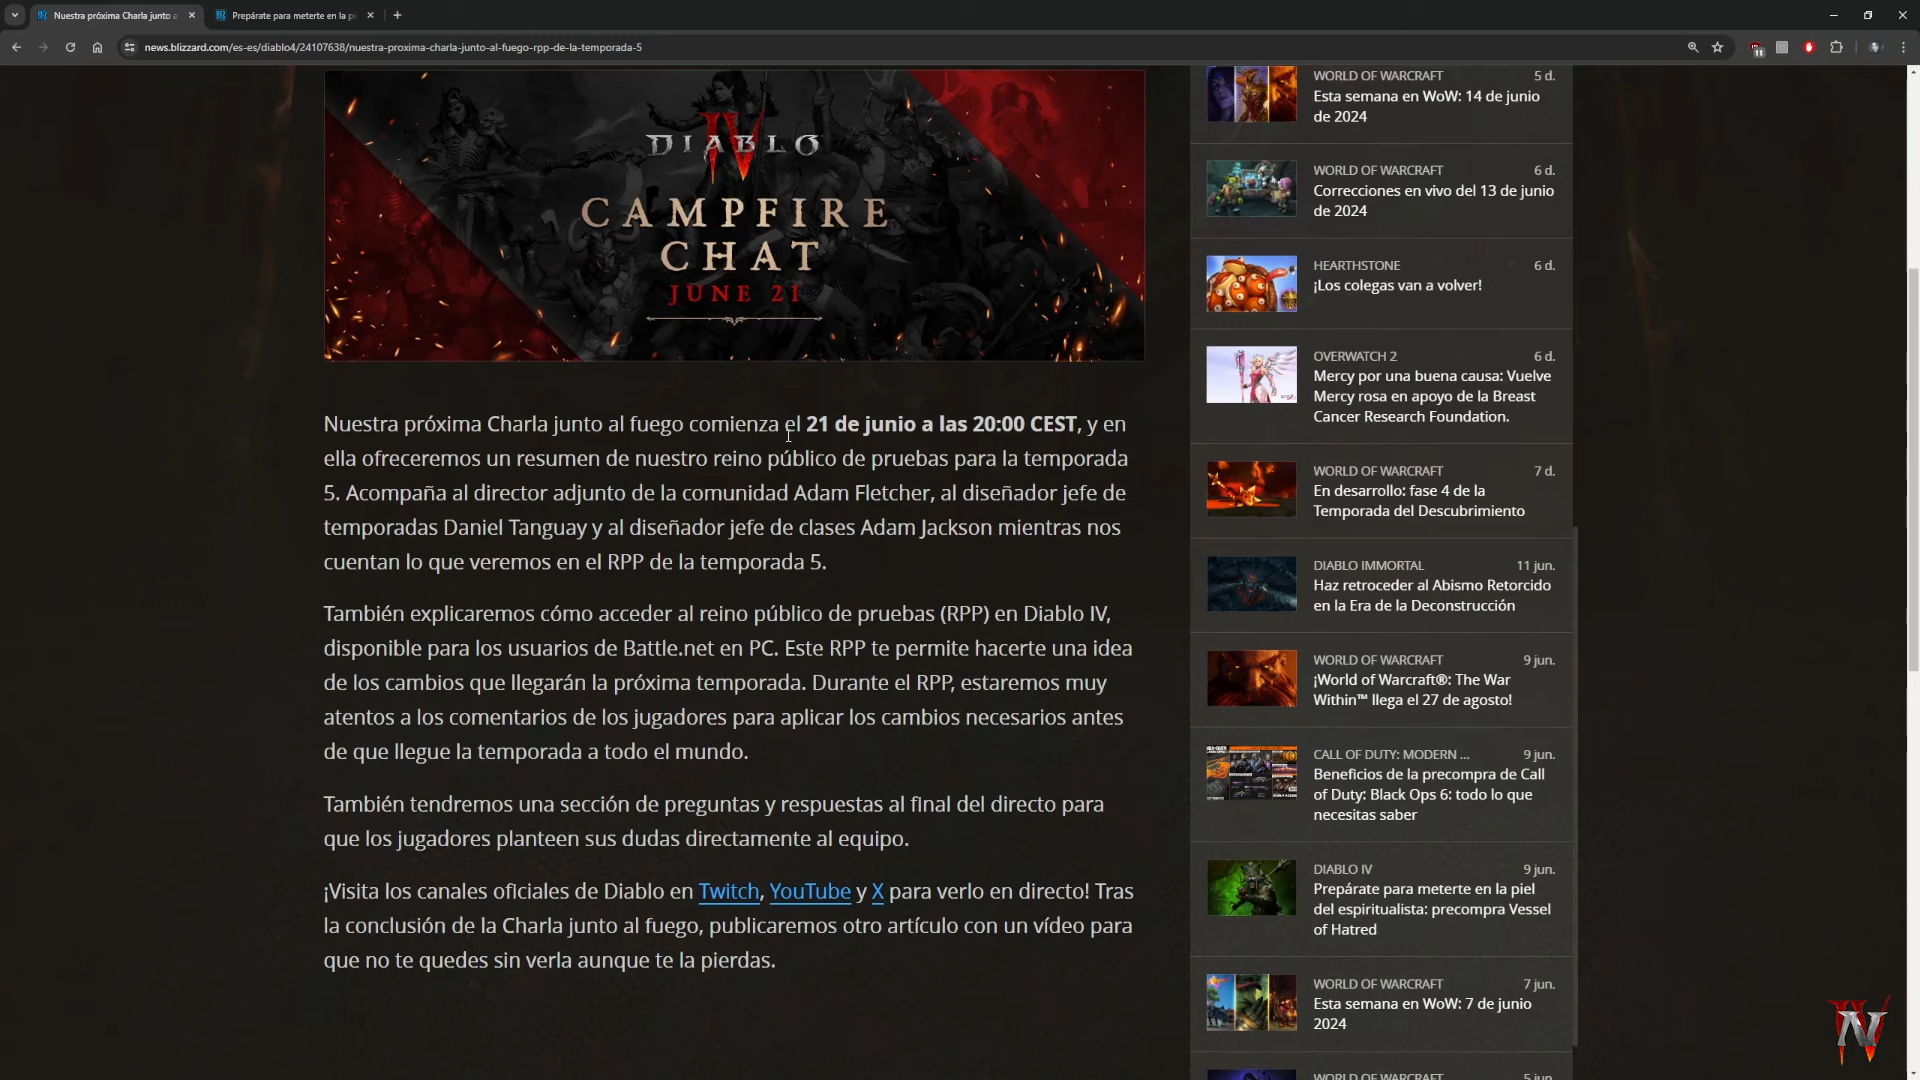 Nuestra próxima Charla junto a
Prepárate para meterte en la pi
news.blizzard.com/es-es/diablo4/24107638/nuestra-proxima-charla-junto-al-fuego-rpp-de-la-temporada-5
11
DIABLO
IV
CAMPFIRE
CHAT
JUNE 21
Nuestra próxima Charla junto al fuego comienza el 21 de junio a las 20:00 CEST, y en
ella ofreceremos un resumen de nuestro reino público de pruebas para la temporada
5. Acompaña al director adjunto de la comunidad Adam Fletcher, al diseñador jefe de
temporadas Daniel Tanguay y al diseñador jefe de clases Adam Jackson mientras nos
cuentan lo que veremos en el RPP de la temporada 5.
También explicaremos cómo acceder al reino público de pruebas (RPP) en Diablo IV,
disponible para los usuarios de Battle.net en PC. Este RPP te permite hacerte una idea
de los cambios que llegarán la próxima temporada. Durante el RPP, estaremos muy
atentos a los comentarios de los jugadores para aplicar los cambios necesarios antes
de que llegue la temporada a todo el mundo.
También tendremos una sección de preguntas y respuestas al final del directo para
que los jugadores planteen sus dudas directamente al equipo.
¡Visita los canales oficiales de Diablo en Twitch, YouTube y X para verlo en directo! Tras
la conclusión de la Charla junto al fuego, publicaremos otro artículo con un vídeo para
que no te quedes sin verla aunque te la pierdas.
WORLD OF WARCRAFT 5 d.
Esta semana en WoW: 14 de junio
de 2024
WORLD OF WARCRAFT 6 d.
Correcciones en vivo del 13 de junio
de 2024
HEARTHSTONE 6 d.
¡Los colegas van a volver!
OVERWATCH 2 6 d.
Mercy por una buena causa: Vuelve
Mercy rosa en apoyo de la Breast
Cancer Research Foundation.
WORLD OF WARCRAFT 7 d.
En desarrollo: fase 4 de la
Temporada del Descubrimiento
DIABLO IMMORTAL 11 jun.
Haz retroceder al Abismo Retorcido
en la Era de la Deconstrucción
WORLD OF WARCRAFT 9 jun.
¡World of Warcraft®: The War
Within™ llega el 27 de agosto!
CALL OF DUTY: MODERN ... 9 jun.
Beneficios de la precompra de Call
of Duty: Black Ops 6: todo lo que
necesitas saber
DIABLO IV 9 jun.
Prepárate para meterte en la piel
del espiritualista: precompra Vessel
of Hatred
WORLD OF WARCRAFT 7 jun.
Esta semana en WoW: 7 de junio
2024
WORLD OF WARCRAFT 5 jun.